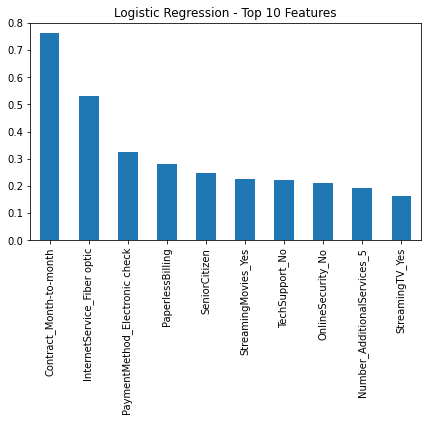 Logistic Regression - Top 10 Features
0.8
0.7
0.6
0.5
0.4
0.3
0.2
0.1
0.0
Contract_Month-to-month
InternetService_Fiber optic
PaymentMethod_Electronic check
PaperlessBilling
SeniorCitizen
StreamingMovies_Yes
TechSupport_No
OnlineSecurity_No
Number_AdditionalServices_5
StreamingTV_Yes